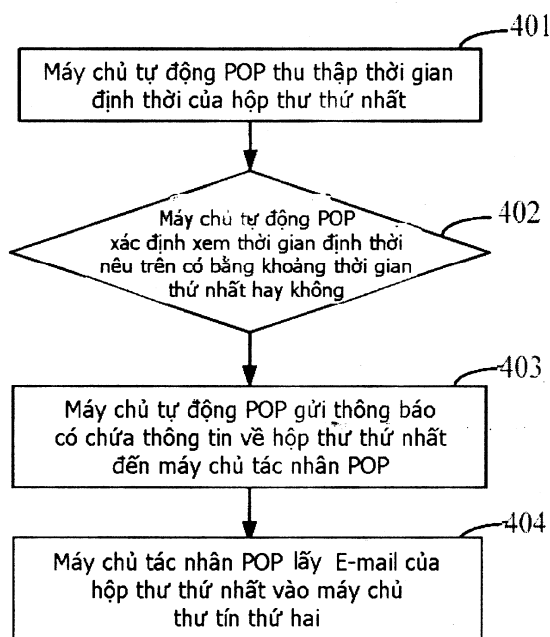 401
Máy chủ tự động POP thu thập thời gian
định thời của hộp thư thứ nhất
402
Máy chủ tự động POP
xác định xem thời gian định thời
nêu trên có bằng khoảng thời gian
thứ nhất hay không
403
Máy chủ tự động POP gửi thông báo
có chứa thông tin về hộp thư thứ nhất
đến máy chủ tác nhân POP
404
Máy chủ tác nhân POP lấy E-mail của
hộp thư thứ nhất vào máy chủ
thư tín thứ hai